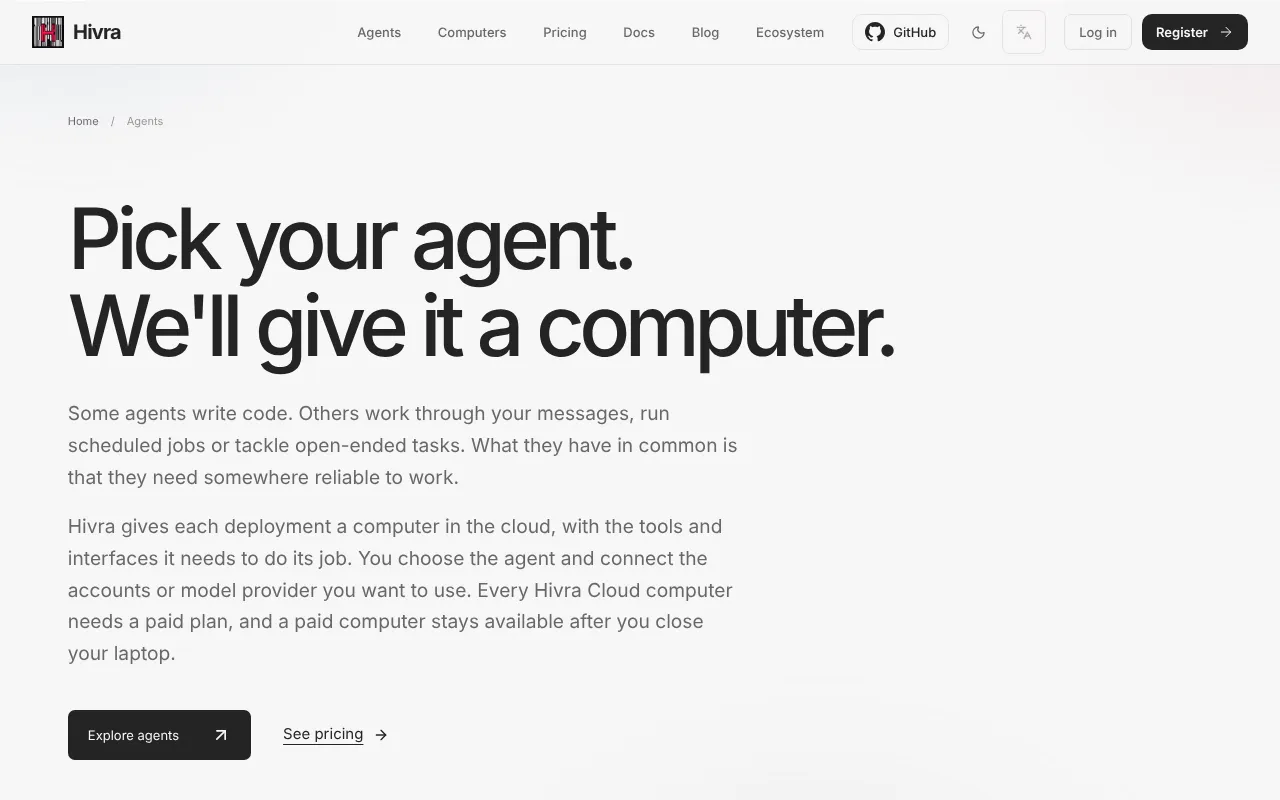 Hivra
Agents
Computers
Pricing
Docs
Blog
Ecosystem
GitHub
Log in
Register
Home / Agents
Pick your agent.
We'll give it a computer.
Some agents write code. Others work through your messages, run
scheduled jobs or tackle open-ended tasks. What they have in common is
that they need somewhere reliable to work.
Hivra gives each deployment a computer in the cloud, with the tools and
interfaces it needs to do its job. You choose the agent and connect the
accounts or model provider you want to use. Every Hivra Cloud computer
needs a paid plan, and a paid computer stays available after you close
your laptop.
Explore agents
See pricing